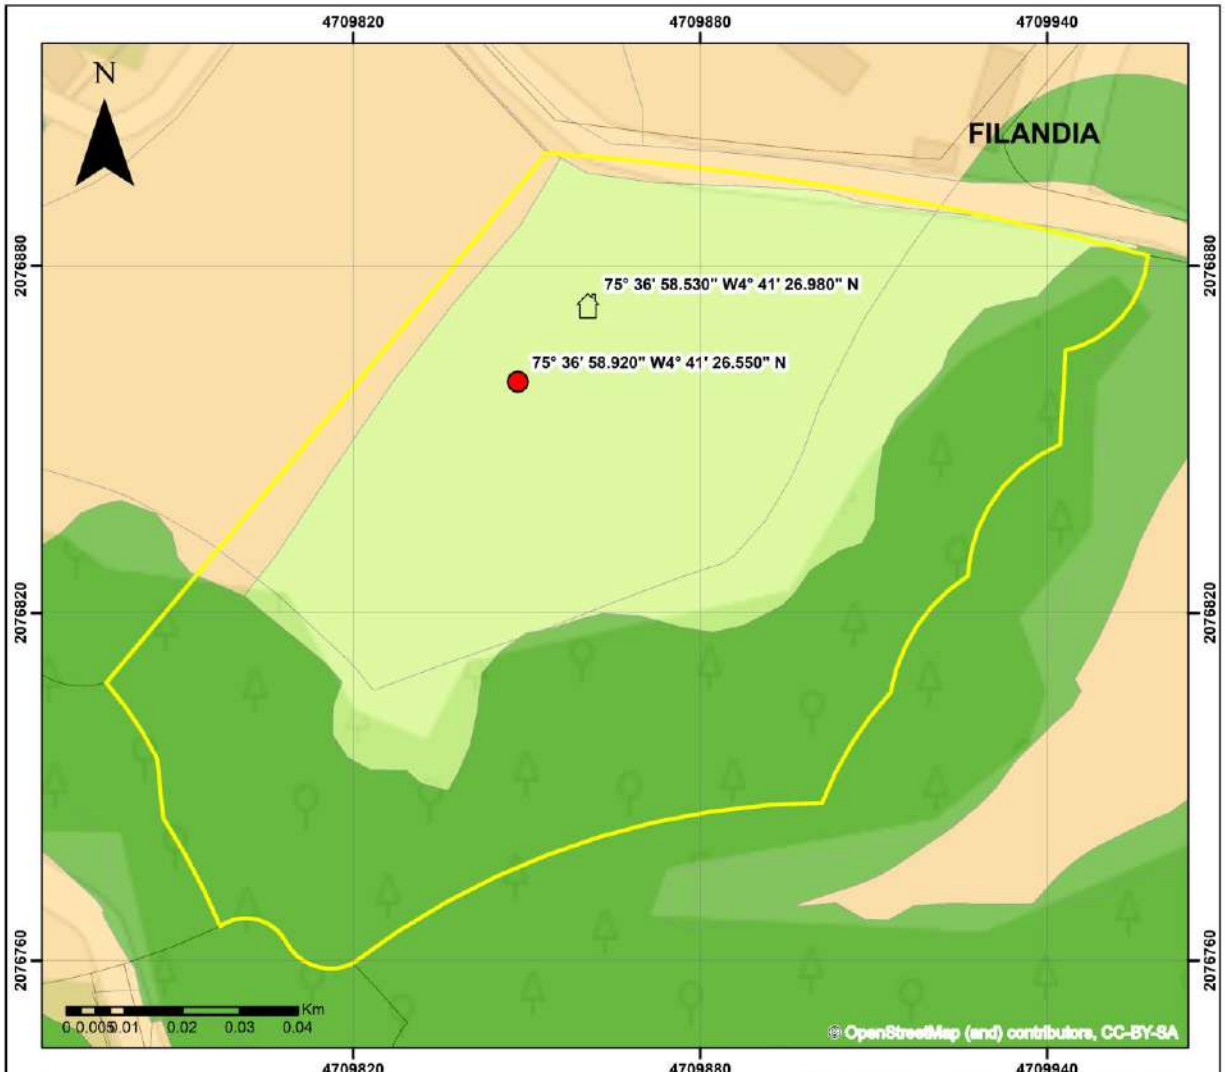 4709820 4709880 4709940
N
FILANDIA
2076880 2076880
75° 36' 58.530" W4° 41' 26.980" N
75° 36' 58.920" W4° 41' 26.550" N
2076820 2076820
2076760 2076760
Km
0 0.005 0.01 0.02 0.03 0.04
© OpenStreetMap (and) contributors, CC-BY-SA
4709820 4709880 4709940